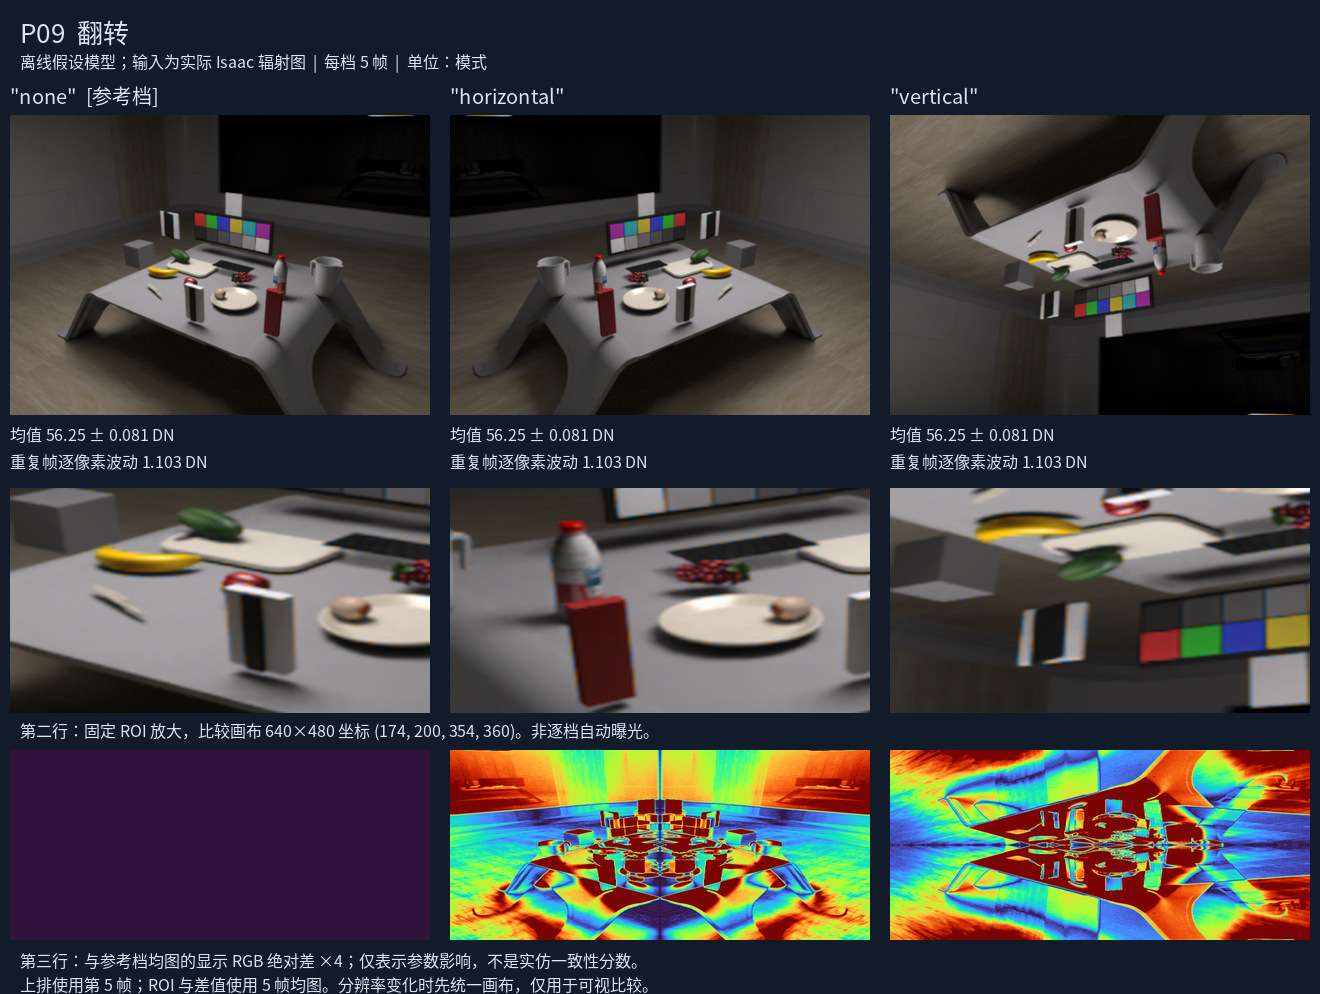 P09 翻转
离线假设模型；输入为实际 Isaac 辐射图 | 每档 5 帧 | 单位：模式
"none" [参考档]
"horizontal"
"vertical"
均值 56.25 ± 0.081 DN
均值 56.25 ± 0.081 DN
均值 56.25 ± 0.081 DN
重复帧逐像素波动 1.103 DN
重复帧逐像素波动 1.103 DN
重复帧逐像素波动 1.103 DN
第二行：固定 ROI 放大，比较画布 640×480 坐标 (174, 200, 354, 360)。非逐档自动曝光。
第三行：与参考档均图的显示 RGB 绝对差 ×4；仅表示参数影响，不是实仿一致性分数。
上排使用第 5 帧；ROI 与差值使用 5 帧均图。分辨率变化时先统一画布，仅用于可视比较。